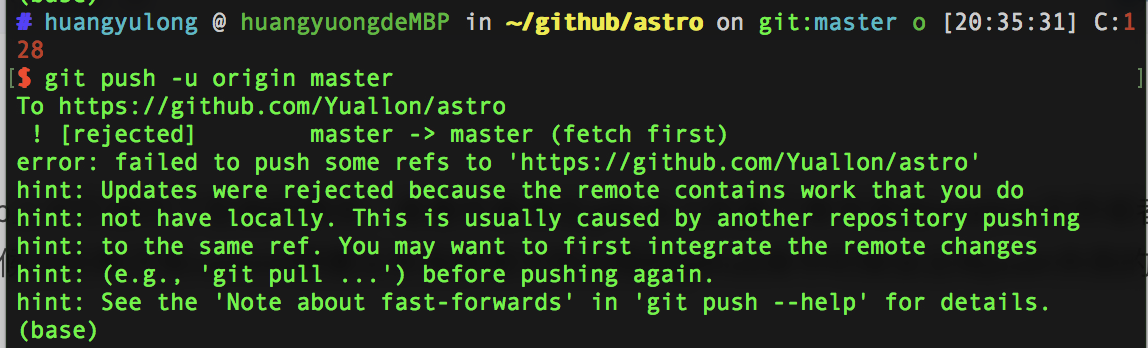 (base)
# huangyulong @ huangyuongdeMBP in ~/github/astro on git:master o [20:35:31] C:1
28
[$ git push -u origin master ]
To https://github.com/Yuallon/astro
! [rejected] master -> master (fetch first)
error: failed to push some refs to 'https://github.com/Yuallon/astro'
hint: Updates were rejected because the remote contains work that you do
hint: not have locally. This is usually caused by another repository pushing
hint: to the same ref. You may want to first integrate the remote changes
hint: (e.g., 'git pull ...') before pushing again.
hint: See the 'Note about fast-forwards' in 'git push --help' for details.
(base)